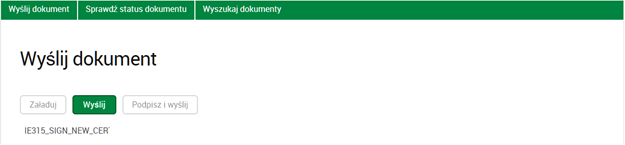 Wyślij dokument Sprawdź status dokumentu Wyszukaj dokumenty
Wyślij dokument
Załaduj Wyślij Podpisz i wyślij
IE315_SIGN_NEW_CER